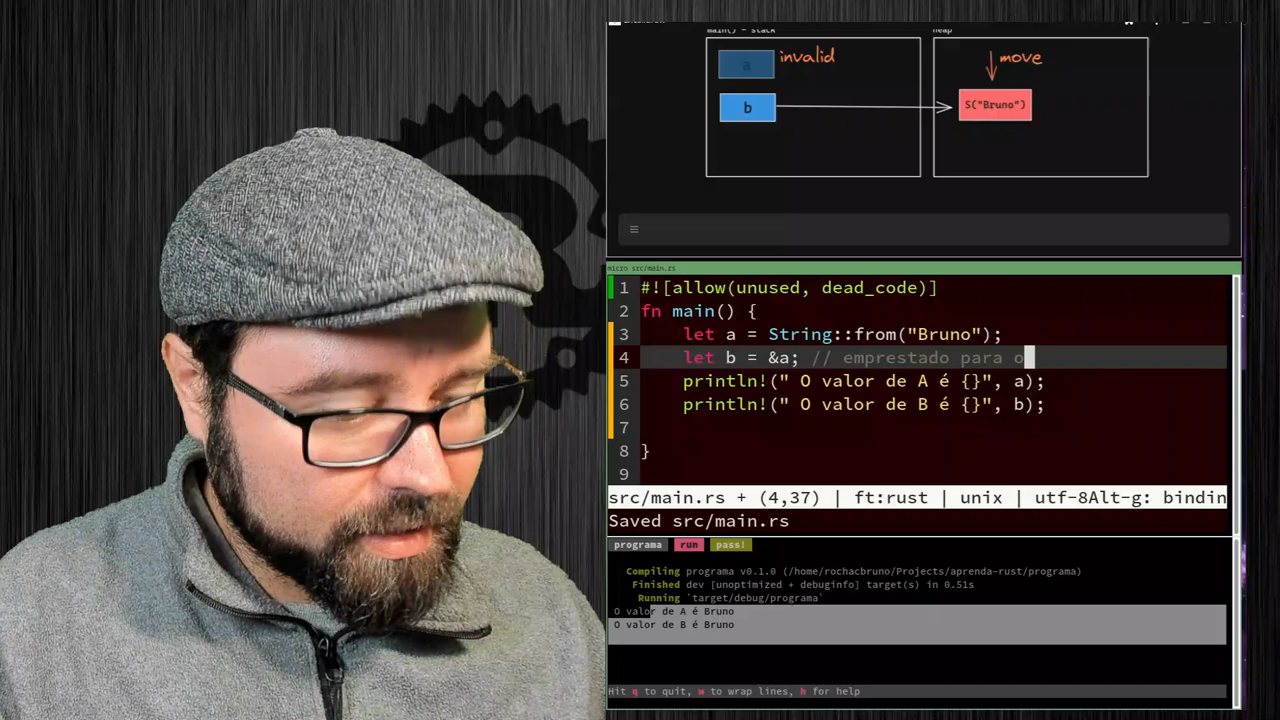 main() - stack
heap
a
invalid
move
b
S("Bruno")
micro src/main.rs
1 #![allow(unused, dead_code)]
2 fn main() {
3 let a = String::from("Bruno");
4 let b = &a; // emprestado para o
5 println!(" O valor de A é {}", a);
6 println!(" O valor de B é {}", b);
7
8 }
9
src/main.rs + (4,37) | ft:rust | unix | utf-8Alt-g: bindin
Saved src/main.rs
programa run pass!
Compiling programa v0.1.0 (/home/rochacbruno/Projects/aprenda-rust/programa)
Finished dev [unoptimized + debuginfo] target(s) in 0.51s
Running `target/debug/programa`
O valor de A é Bruno
O valor de B é Bruno
Hit q to quit, w to wrap lines, h for help